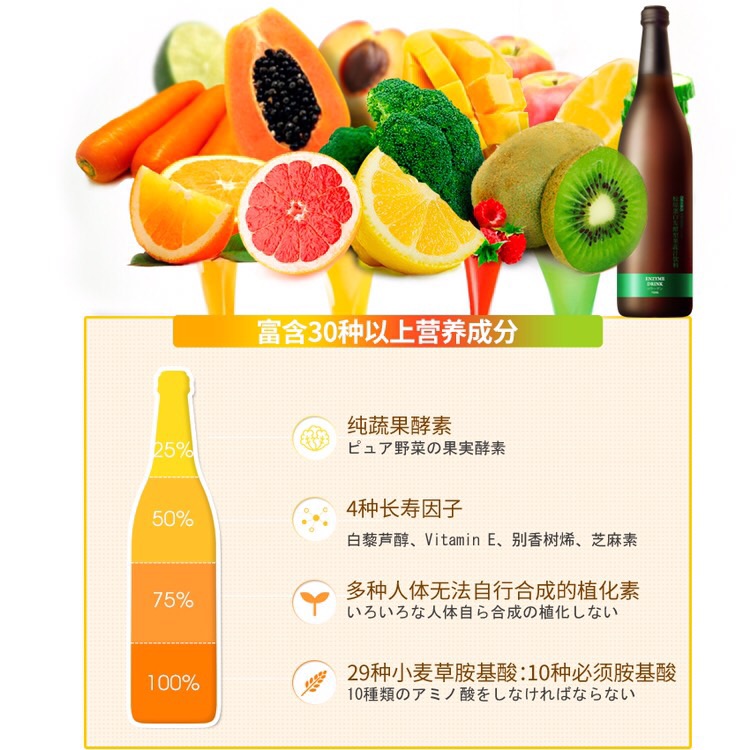 ENZYME
DRINK
富含30种以上营养成分
25%
纯蔬果酵素
ピュア野菜の果実酵素
50%
4种长寿因子
白藜芦醇、Vitamin E、别香树烯、芝麻素
75%
多种人体无法自行合成的植化素
いろいろな人体自ら合成の植化しない
100%
29种小麦草胺基酸:10种必须胺基酸
10種類のアミノ酸をしなければならない